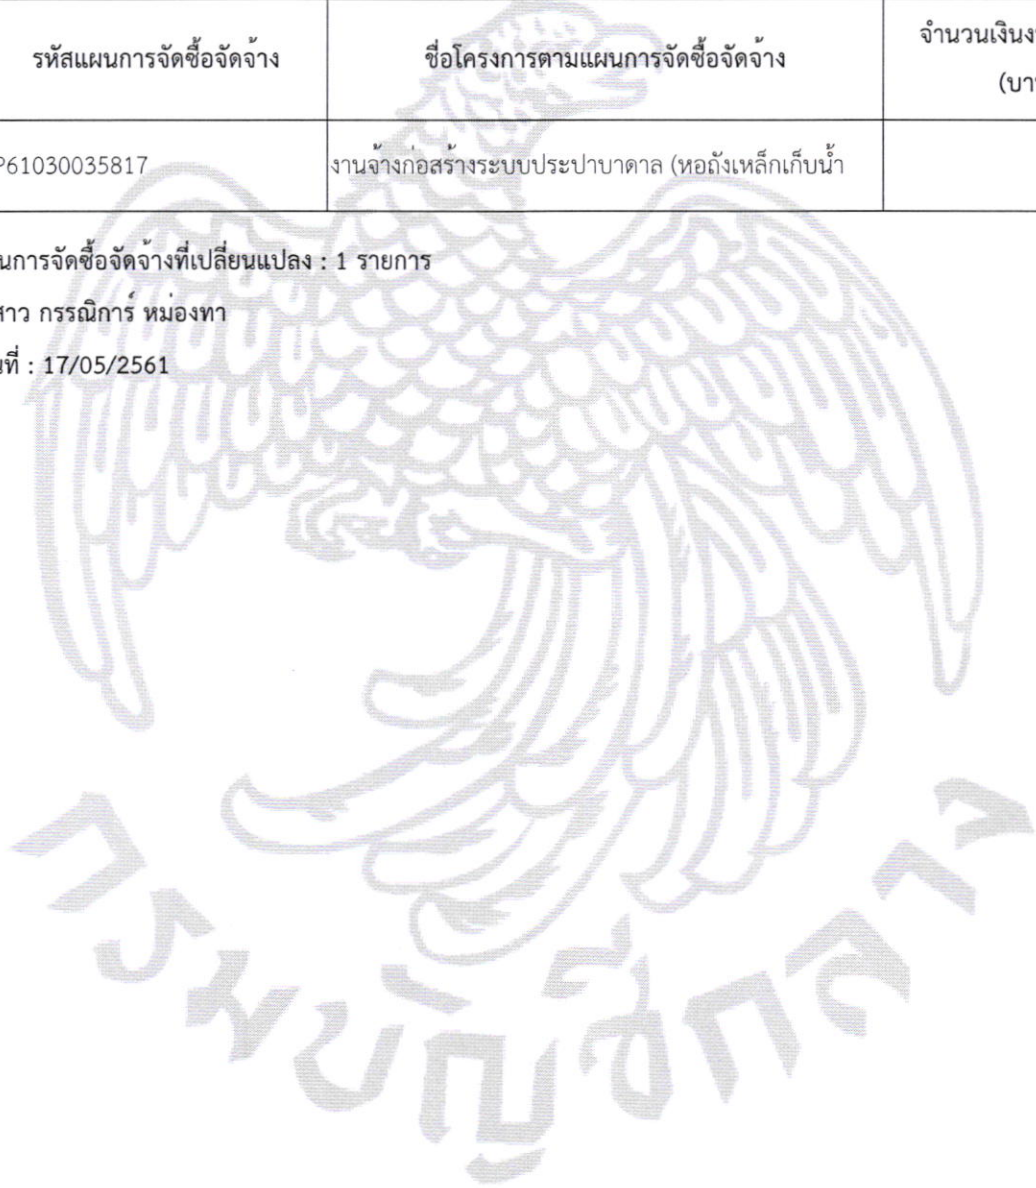 รหัสแผนการจัดซื้อจัดจ้าง ชื่อโครงการตามแผนการจัดซื้อจัดจ้าง จำนวนเงิน
(บา
P61030035817 งานจ้างก่อสร้างระบบประปาบาดาล (หอถังเหล็กเก็บน้ำ
นการจัดซื้อจัดจ้างที่เปลี่ยนแปลง : 1 รายการ
สาว กรรณิการ์ หม่องทา
นที่ : 17/05/2561
กรมบัญชีกลาง